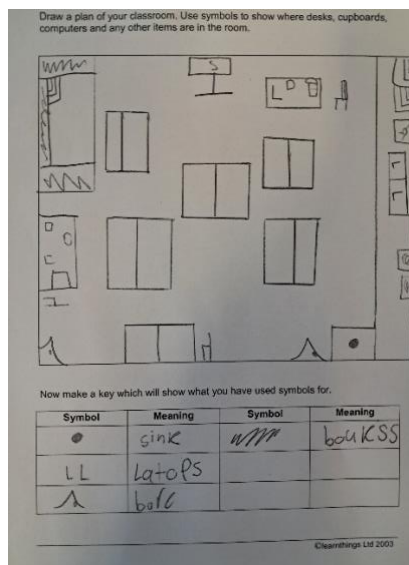 Draw a plan of your classroom. Use symbols to show where desks, cupboards,
computers and any other items are in the room.
S
L
Now make a key which will show what you have used symbols for.
Symbol Meaning Symbol Meaning
sink boukSS
LL Latops
©learnthings Ltd 2003